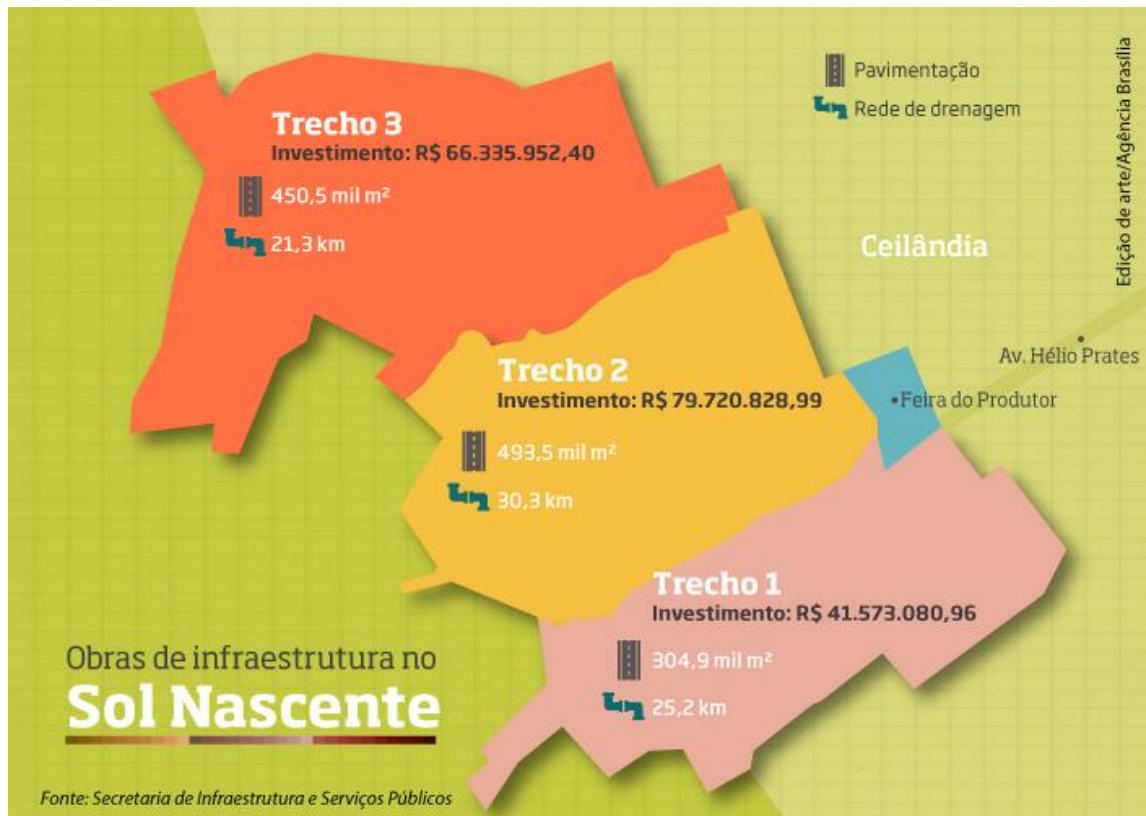 Pavimentação
Rede de drenagem
Edição de arte/Agência Brasília
Trecho 3
Investimento: R$ 66.335.952,40
450,5 mil m²
21,3 km
Ceilândia
Av. Hélio Prates
Feira do Produtor
Trecho 2
Investimento: R$ 79.720.828,99
493,5 mil m²
30,3 km
Trecho 1
Investimento: R$ 41.573.080,96
304,9 mil m²
25,2 km
Obras de infraestrutura no
Sol Nascente
Fonte: Secretaria de Infraestrutura e Serviços Públicos